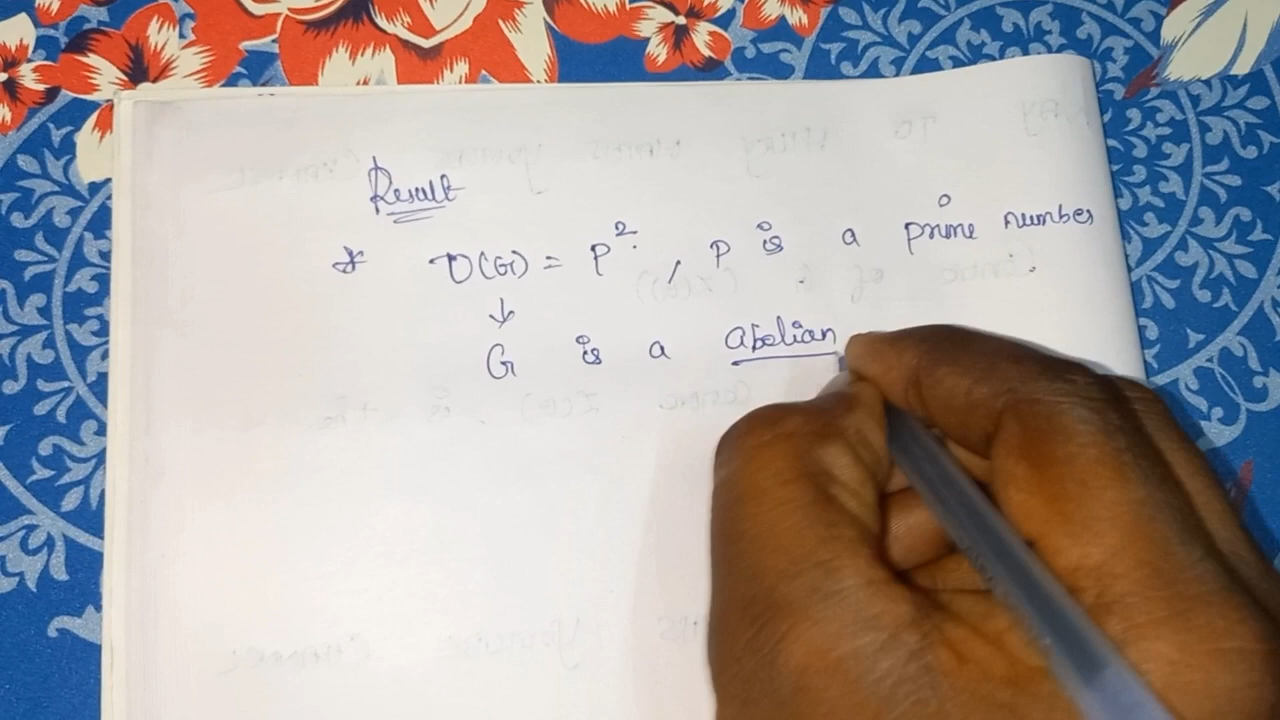 Result
* O(G) = p², p is a prime number.
↓
G is a abelian